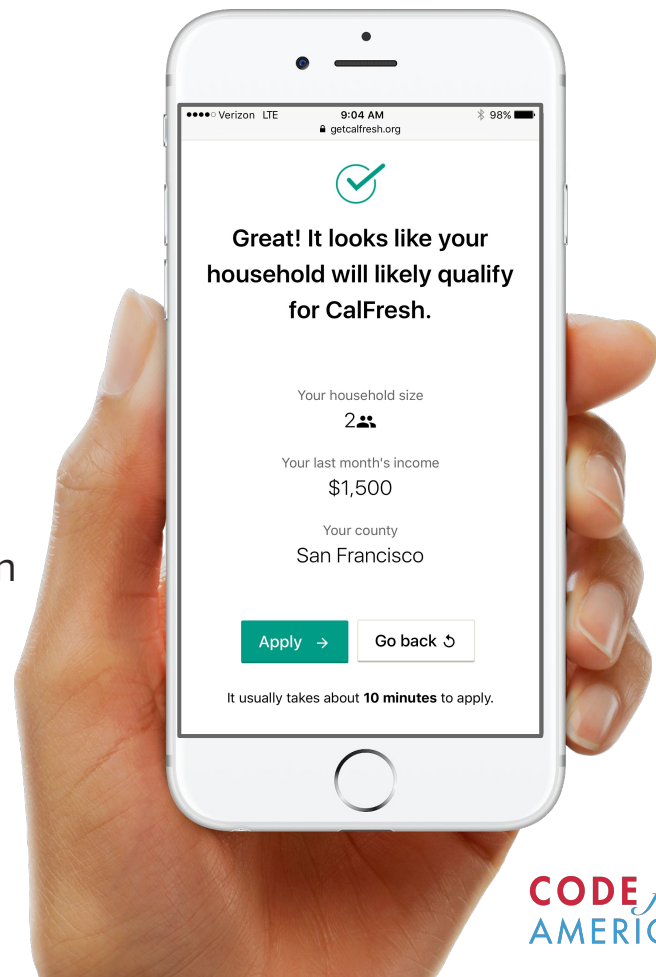 Verizon LTE 9:04 AM 98%
getcalfresh.org
Great! It looks like your
household will likely qualify
for CalFresh.
Your household size
2
Your last month's income
$1,500
Your county
San Francisco
n
Apply → Go back
It usually takes about 10 minutes to apply.
CODE
AMERIC